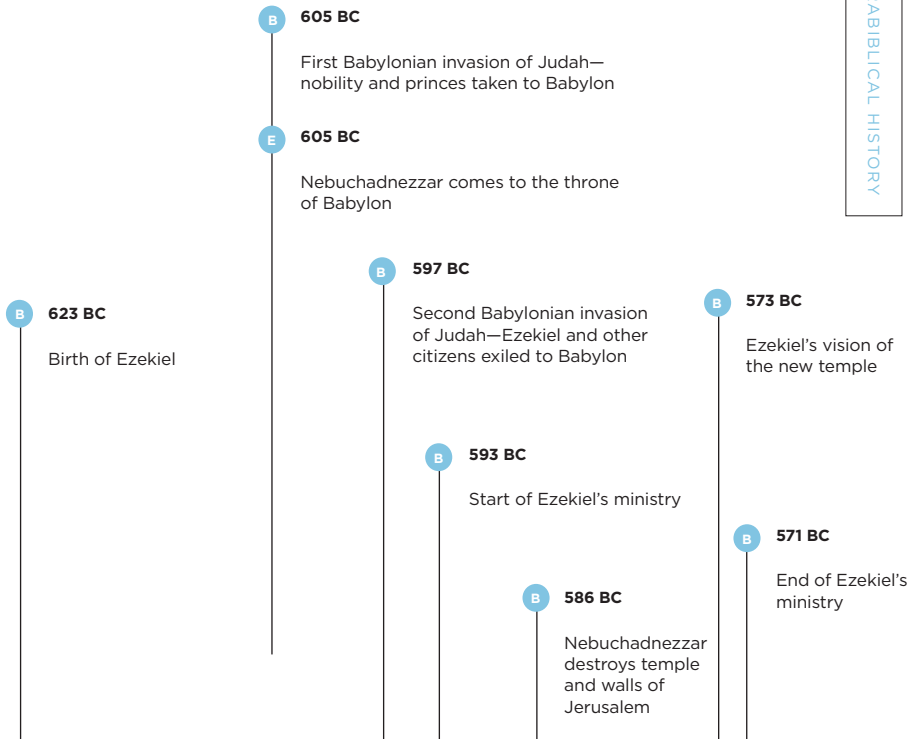 B
605 BC
First Babylonian invasion of Judah—
nobility and princes taken to Babylon
E
605 BC
Nebuchadnezzar comes to the throne
of Babylon
B
623 BC
Birth of Ezekiel
B
597 BC
Second Babylonian invasion
of Judah—Ezekiel and other
citizens exiled to Babylon
B
593 BC
Start of Ezekiel’s ministry
B
586 BC
Nebuchadnezzar
destroys temple
and walls of
Jerusalem
B
573 BC
Ezekiel’s vision of
the new temple
B
571 BC
End of Ezekiel’s
ministry
HISTORY